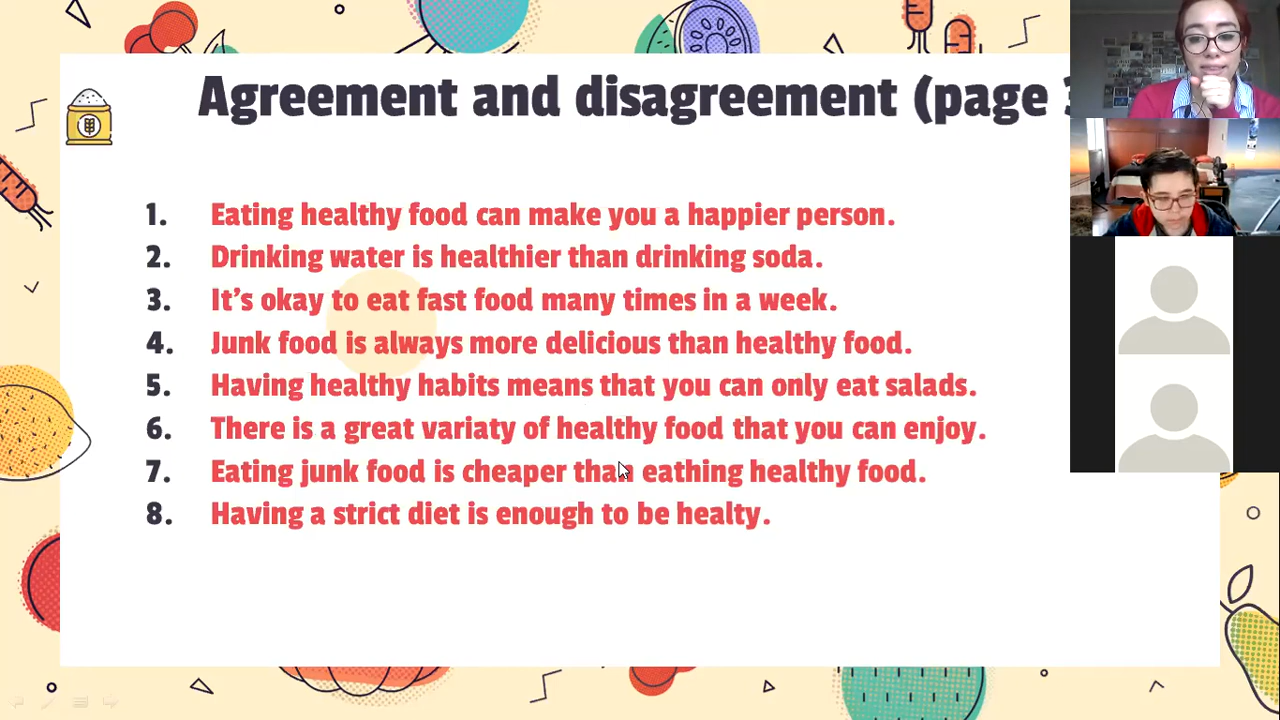 Agreement and disagreement (page
1. Eating healthy food can make you a happier person.
2. Drinking water is healthier than drinking soda.
3. It's okay to eat fast food many times in a week.
4. Junk food is always more delicious than healthy food.
5. Having healthy habits means that you can only eat salads.
6. There is a great variaty of healthy food that you can enjoy.
7. Eating junk food is cheaper than eathing healthy food.
8. Having a strict diet is enough to be healty.